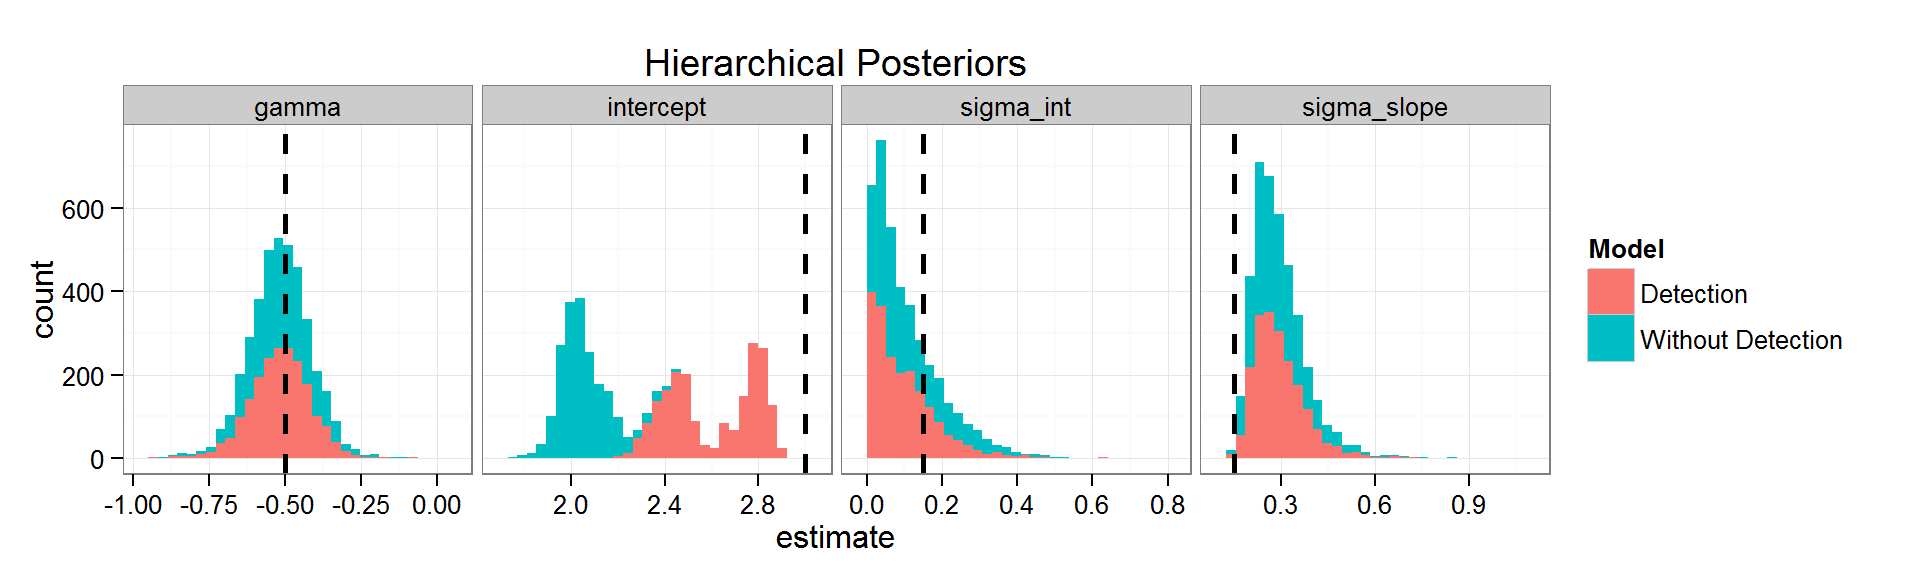 Hierarchical Posteriors
gamma intercept sigma_int sigma_slope
600
400
200
0
count
-1.00 -0.75 -0.50 -0.25 0.00 2.0 2.4 2.8 0.0 0.2 0.4 0.6 0.8 0.3 0.6 0.9
estimate
Model
Detection
Without Detection